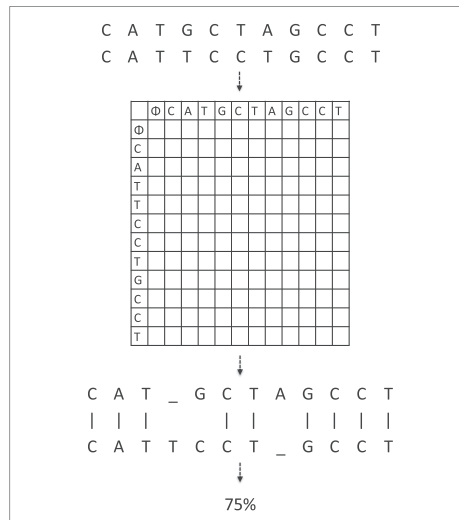 C A T G C T A G C C T
C A T T C C T G C C T
Φ C A T G C T A G C C T
Φ
C
A
T
T
C
C
T
G
C
C
T
C A T _ G C T A G C C T
| | | | | | | | |
C A T T C C T _ G C C T
75%